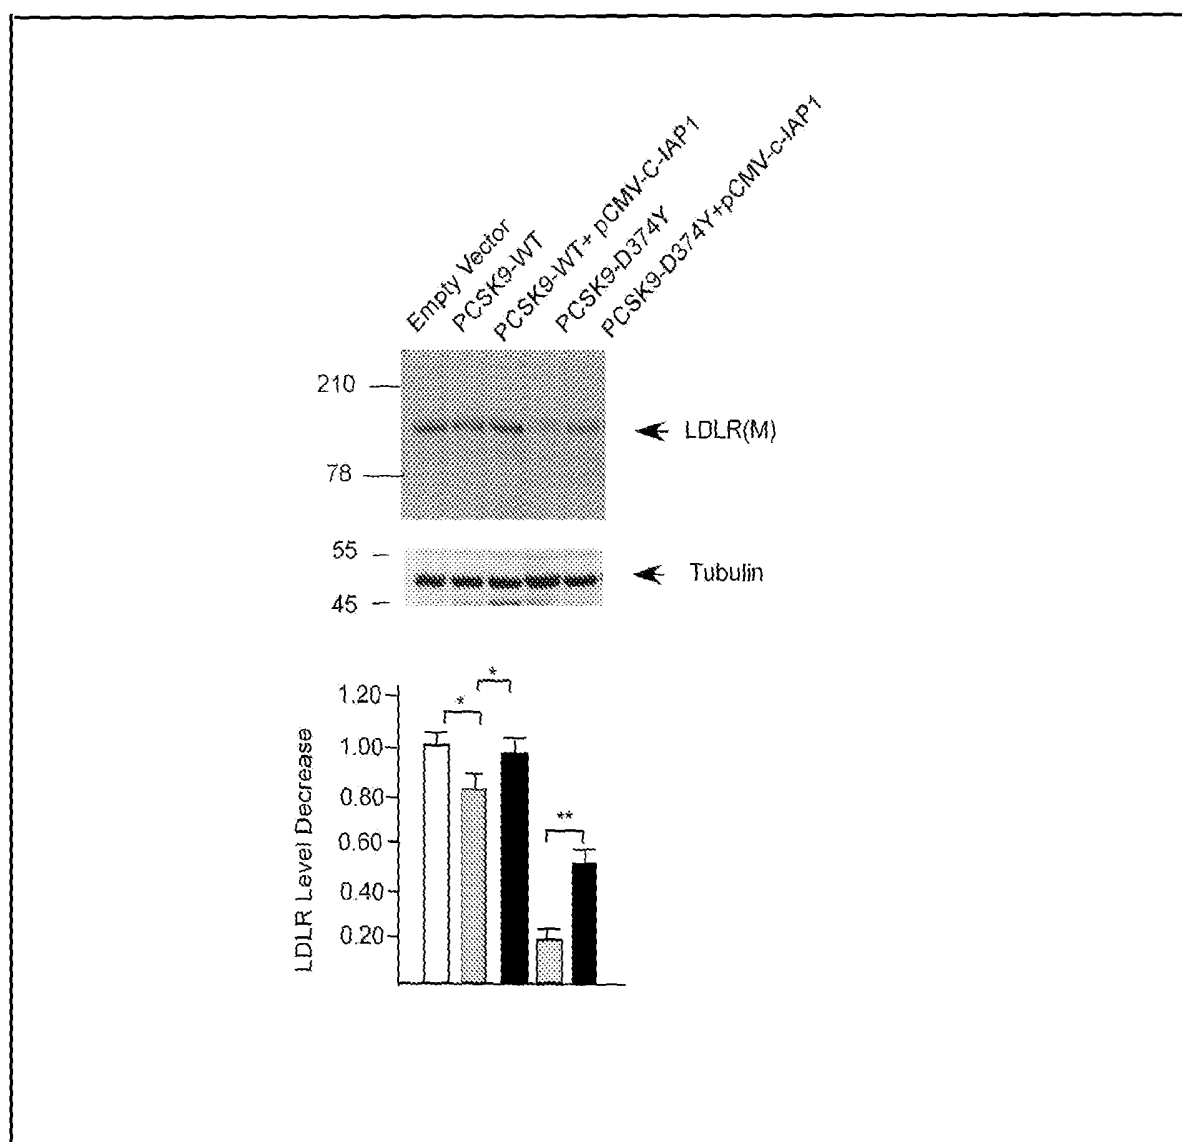 Empty Vector
PCSK9-WT
PCSK9-WT+ pCMV-C-IAP1
PCSK9-D374Y
PCSK9-D374Y+pCMV-c-IAP1
210
LDLR(M)
78
55
Tubulin
45
LDLR Level Decrease
1.20
1.00
0.80
0.60
0.40
0.20
*
*
**